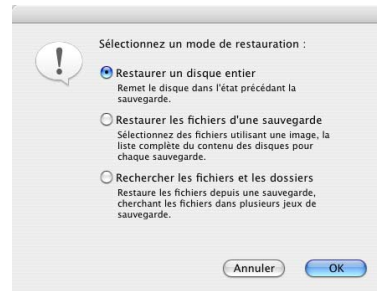 Sélectionnez un mode de restauration :
Restaurer un disque entier
Remet le disque dans l'état précédant la
sauvegarde.
Restaurer les fichiers d'une sauvegarde
Sélectionnez des fichiers utilisant une image, la
liste complète du contenu des disques pour
chaque sauvegarde.
Rechercher les fichiers et les dossiers
Restaure les fichiers depuis une sauvegarde,
cherchant les fichiers dans plusieurs jeux de
sauvegarde.
Annuler OK